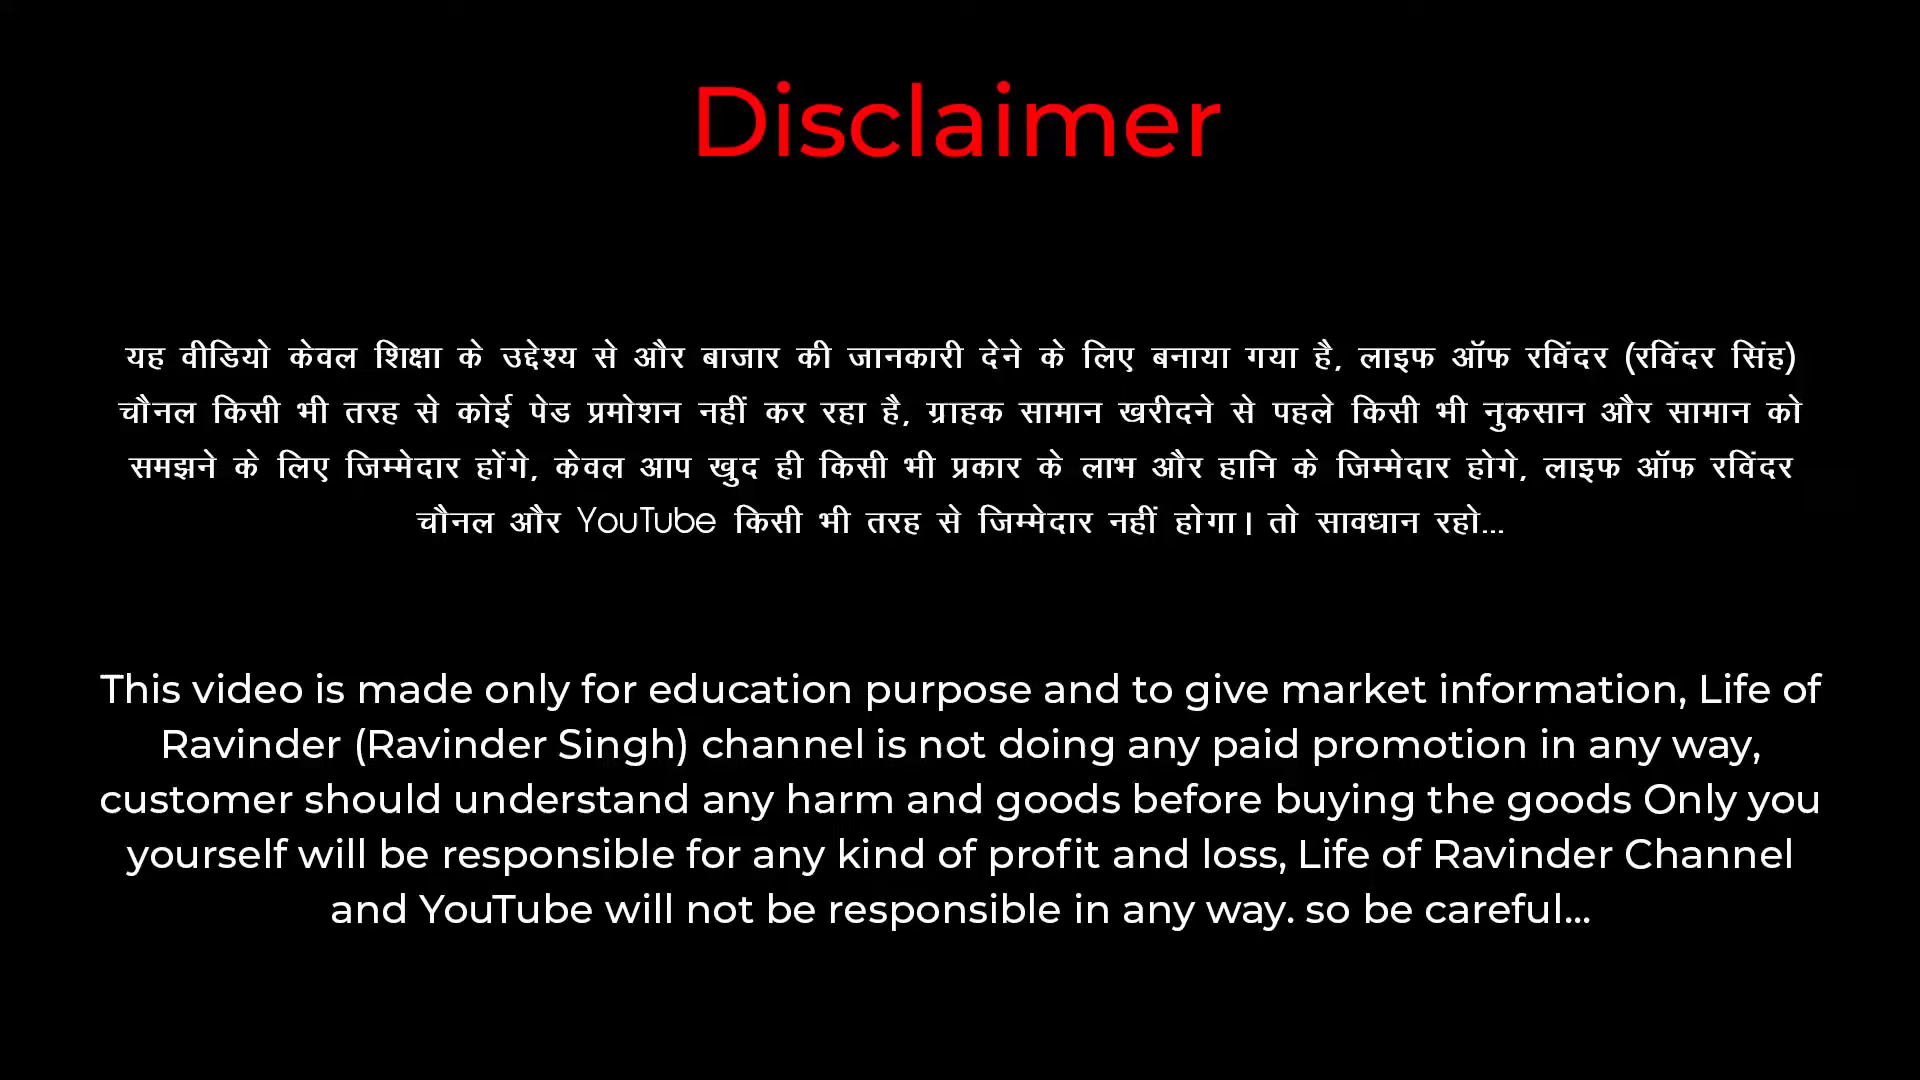 Disclaimer
यह वीडियो केवल शिक्षा के उद्देश्य से और बाजार की जानकारी देने के लिए बनाया गया है, लाइफ ऑफ रविंदर (रविंदर सिंह)
चौनल किसी भी तरह से कोई पेड प्रमोशन नहीं कर रहा है, ग्राहक सामान खरीदने से पहले किसी भी नुकसान और सामान को
समझने के लिए जिम्मेदार होंगे, केवल आप खुद ही किसी भी प्रकार के लाभ और हानि के जिम्मेदार होगे, लाइफ ऑफ रविंदर
चौनल और YouTube किसी भी तरह से जिम्मेदार नहीं होगा। तो सावधान रहो...
This video is made only for education purpose and to give market information, Life of
Ravinder (Ravinder Singh) channel is not doing any paid promotion in any way,
customer should understand any harm and goods before buying the goods Only you
yourself will be responsible for any kind of profit and loss, Life of Ravinder Channel
and YouTube will not be responsible in any way. so be careful...